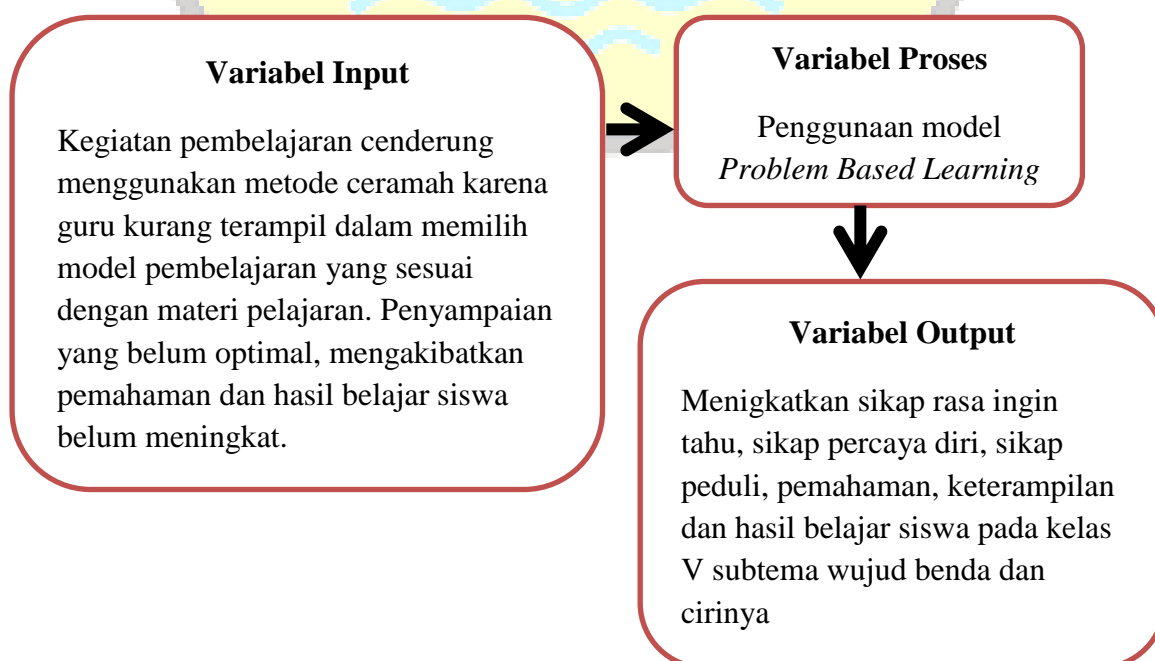 Variabel Input
Kegiatan pembelajaran cenderung
menggunakan metode ceramah karena
guru kurang terampil dalam memilih
model pembelajaran yang sesuai
dengan materi pelajaran. Penyampaian
yang belum optimal, mengakibatkan
pemahaman dan hasil belajar siswa
belum meningkat.
Variabel Proses
Penggunaan model
Problem Based Learning
Variabel Output
Menigkatkan sikap rasa ingin
tahu, sikap percaya diri, sikap
peduli, pemahaman, keterampilan
dan hasil belajar siswa pada kelas
V subtema wujud benda dan
cirinya